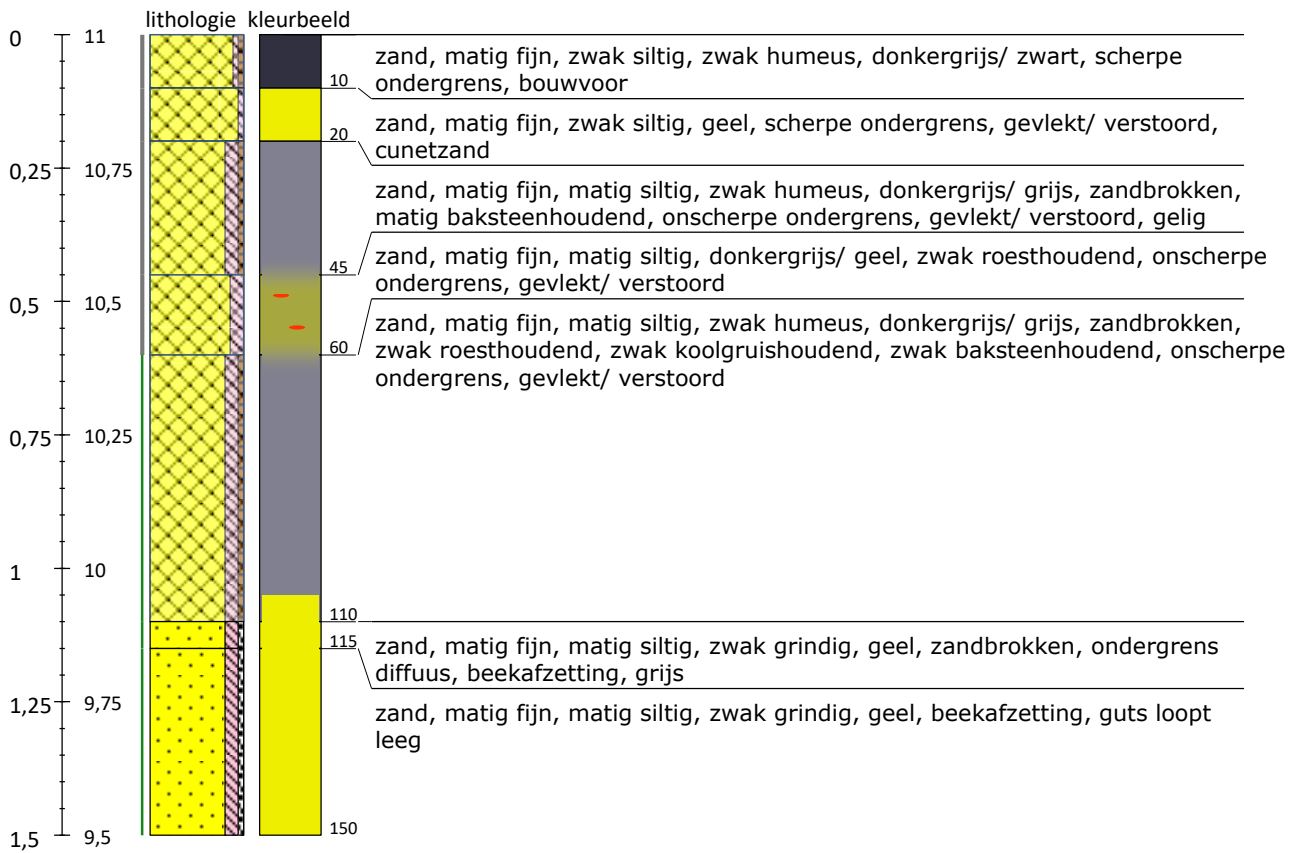 lithologie kleurbeeld
0 11
zand, matig fijn, zwak siltig, zwak humeus, donkergrijs/ zwart, scherpe
ondergrens, bouwvoor
10
zand, matig fijn, zwak siltig, geel, scherpe ondergrens, gevlekt/ verstoord,
cunetzand
20
0,25 10,75
zand, matig fijn, matig siltig, zwak humeus, donkergrijs/ grijs, zandbrokken,
matig baksteenhoudend, onscherpe ondergrens, gevlekt/ verstoord, gelig
45
zand, matig fijn, matig siltig, donkergrijs/ geel, zwak roesthoudend, onscherpe
ondergrens, gevlekt/ verstoord
0,5 10,5
60
zand, matig fijn, matig siltig, zwak humeus, donkergrijs/ grijs, zandbrokken,
zwak roesthoudend, zwak koolgruishoudend, zwak baksteenhoudend, onscherpe
ondergrens, gevlekt/ verstoord
0,75 10,25
1 10
110
115
zand, matig fijn, matig siltig, zwak grindig, geel, zandbrokken, ondergrens
diffuus, beekafzetting, grijs
1,25 9,75
zand, matig fijn, matig siltig, zwak grindig, geel, beekafzetting, guts loopt
leeg
150
1,5 9,5